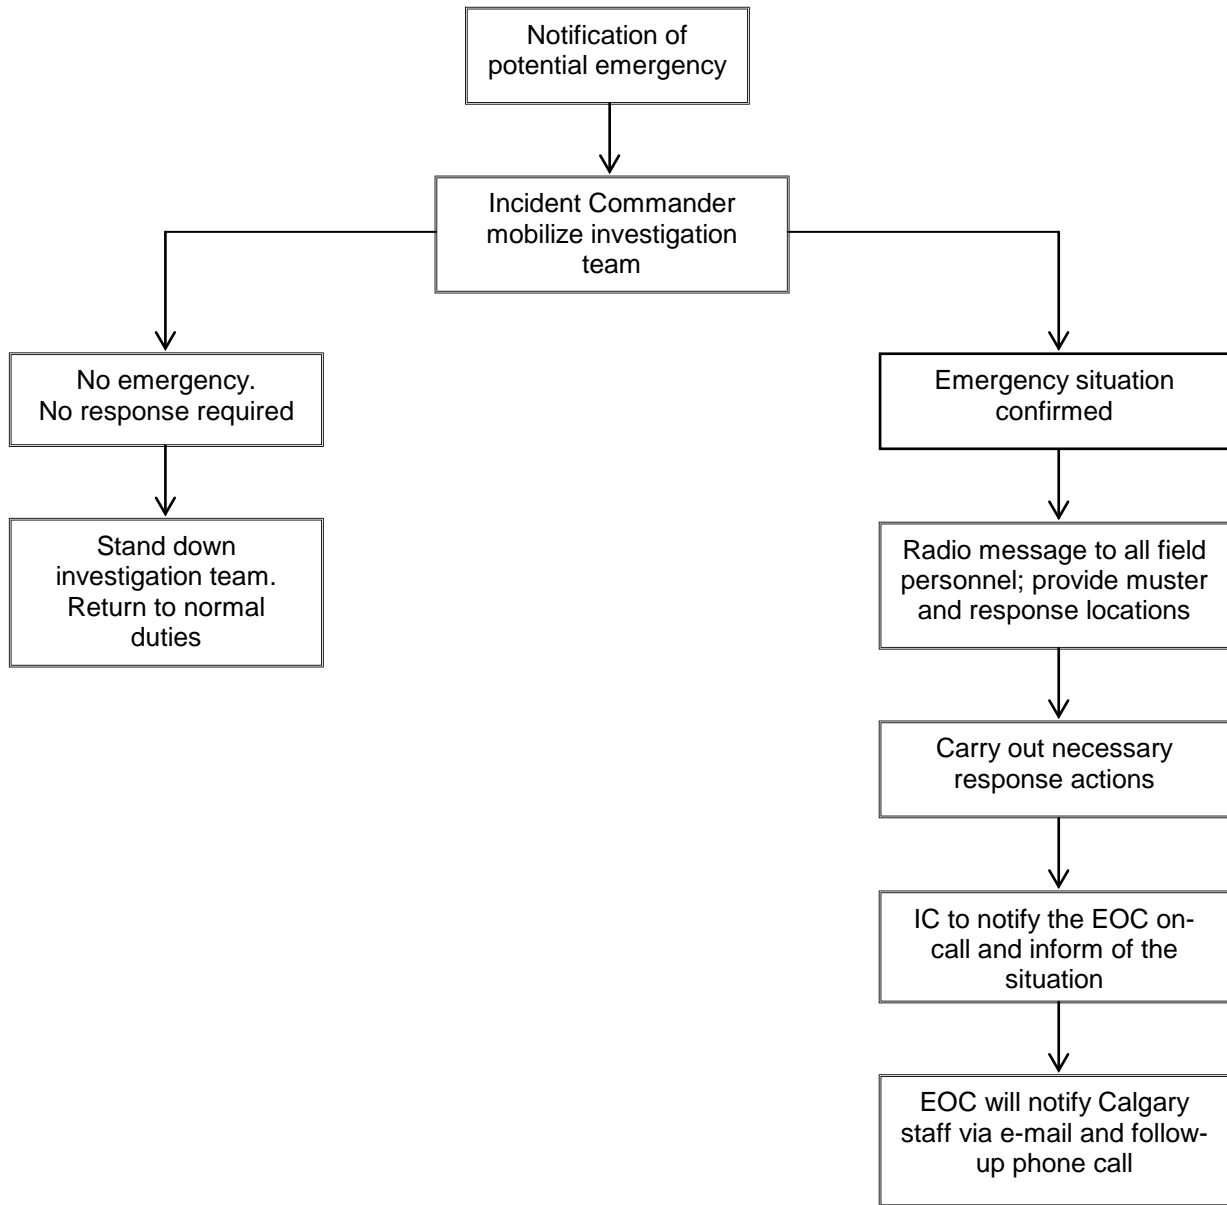 Notification of
potential emergency
Incident Commander
mobilize investigation
team
No emergency.
No response required
Stand down
investigation team.
Return to normal
duties
Emergency situation
confirmed
Radio message to all field
personnel; provide muster
and response locations
Carry out necessary
response actions
IC to notify the EOC on-
call and inform of the
situation
EOC will notify Calgary
staff via e-mail and follow-
up phone call